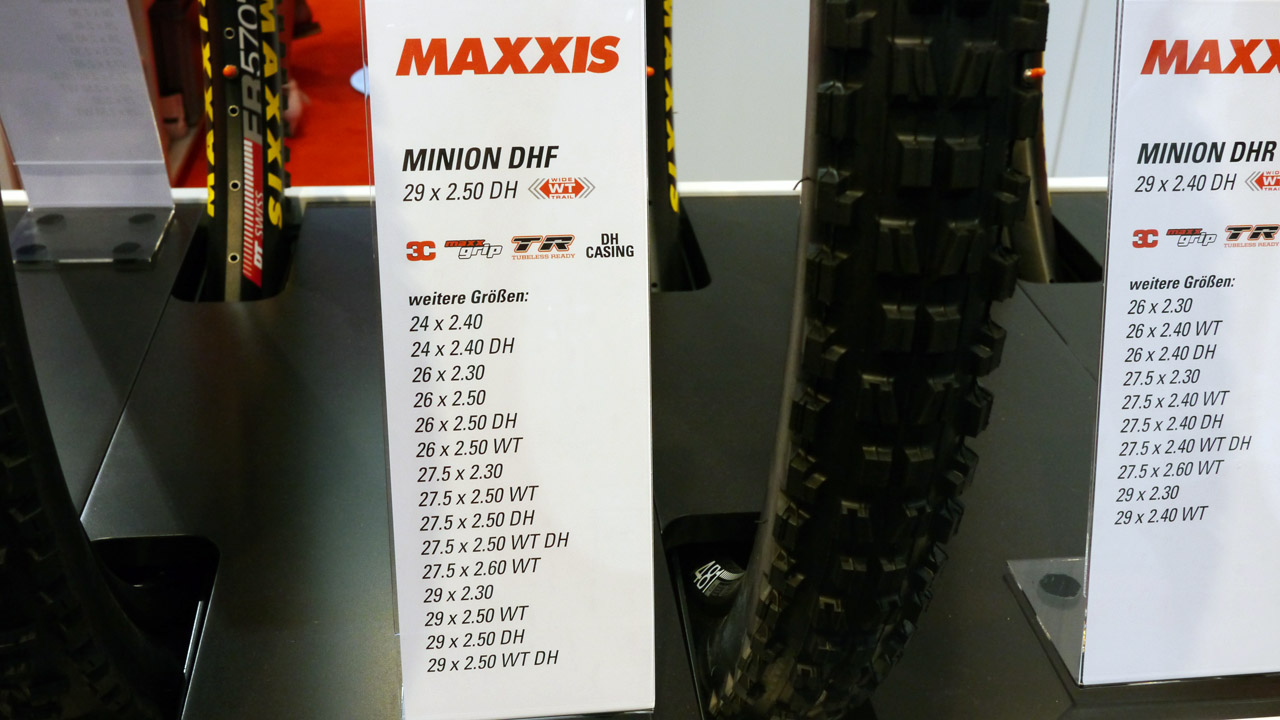 MAXXIS
FR570
DT SWISS
MAXXIS
MAXXIS
MINION DHF
29 x 2.50 DH WIDE WT TRAIL
3C maxx grip TR TUBELESS READY DH CASING
weitere Größen:
24 x 2.40
24 x 2.40 DH
26 x 2.30
26 x 2.50
26 x 2.50 DH
26 x 2.50 WT
27.5 x 2.30
27.5 x 2.50 WT
27.5 x 2.50 DH
27.5 x 2.50 WT DH
27.5 x 2.60 WT
29 x 2.30
29 x 2.50 WT
29 x 2.50 DH
29 x 2.50 WT DH
481
MAXX
MINION DHR
29 x 2.40 DH WT
3C maxx grip TR TUBELESS
weitere Größen:
26 x 2.30
26 x 2.40 WT
26 x 2.40 DH
27.5 x 2.30
27.5 x 2.40 WT
27.5 x 2.40 DH
27.5 x 2.40 WT DH
27.5 x 2.60 WT
29 x 2.30
29 x 2.40 WT